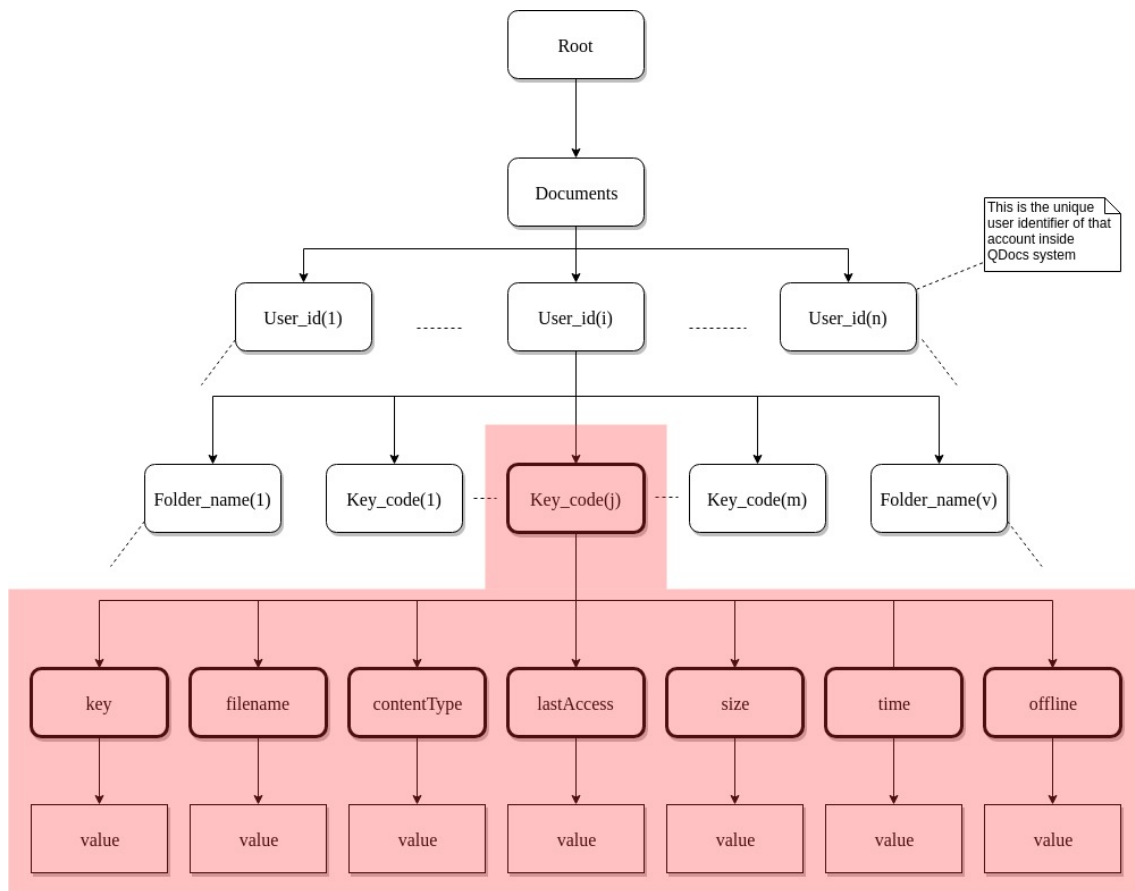 Root
Documents
This is the unique
user identifier of that
account inside
QDocs system
User_id(1)
User_id(i)
User_id(n)
Folder_name(1)
Key_code(1)
Key_code(j)
Key_code(m)
Folder_name(v)
key
filename
contentType
lastAccess
size
time
offline
value
value
value
value
value
value
value